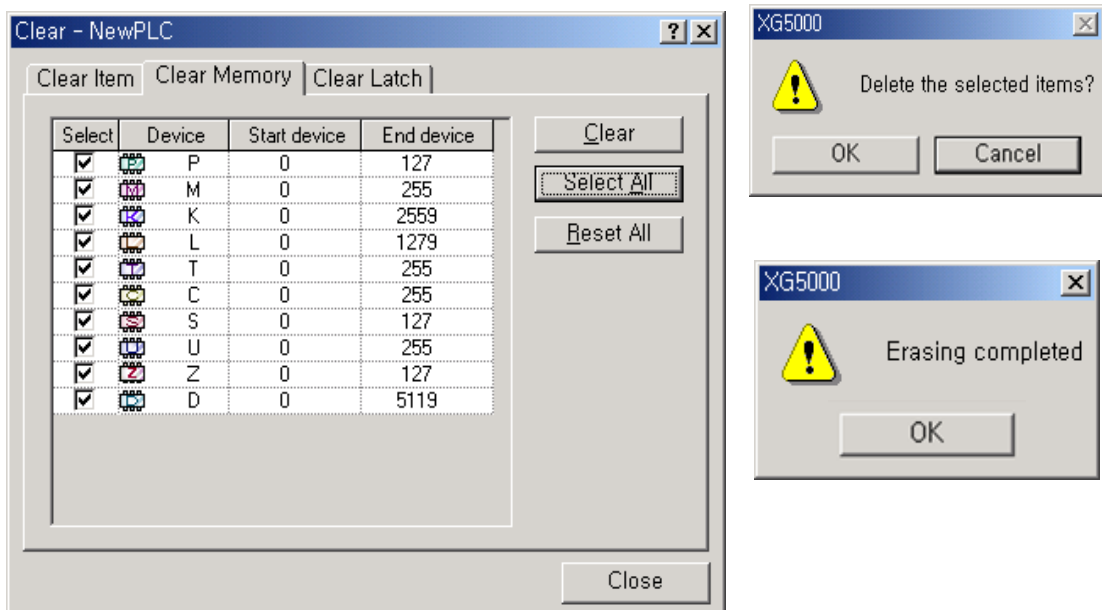 Clear - NewPLC
Clear Item Clear Memory Clear Latch
Select Device Start device End device
P 0 127
M 0 255
K 0 2559
L 0 1279
T 0 255
C 0 255
S 0 127
U 0 255
Z 0 127
D 0 5119
Clear
Select All
Reset All
Close
XG5000
Delete the selected items?
OK Cancel
XG5000
Erasing completed
OK